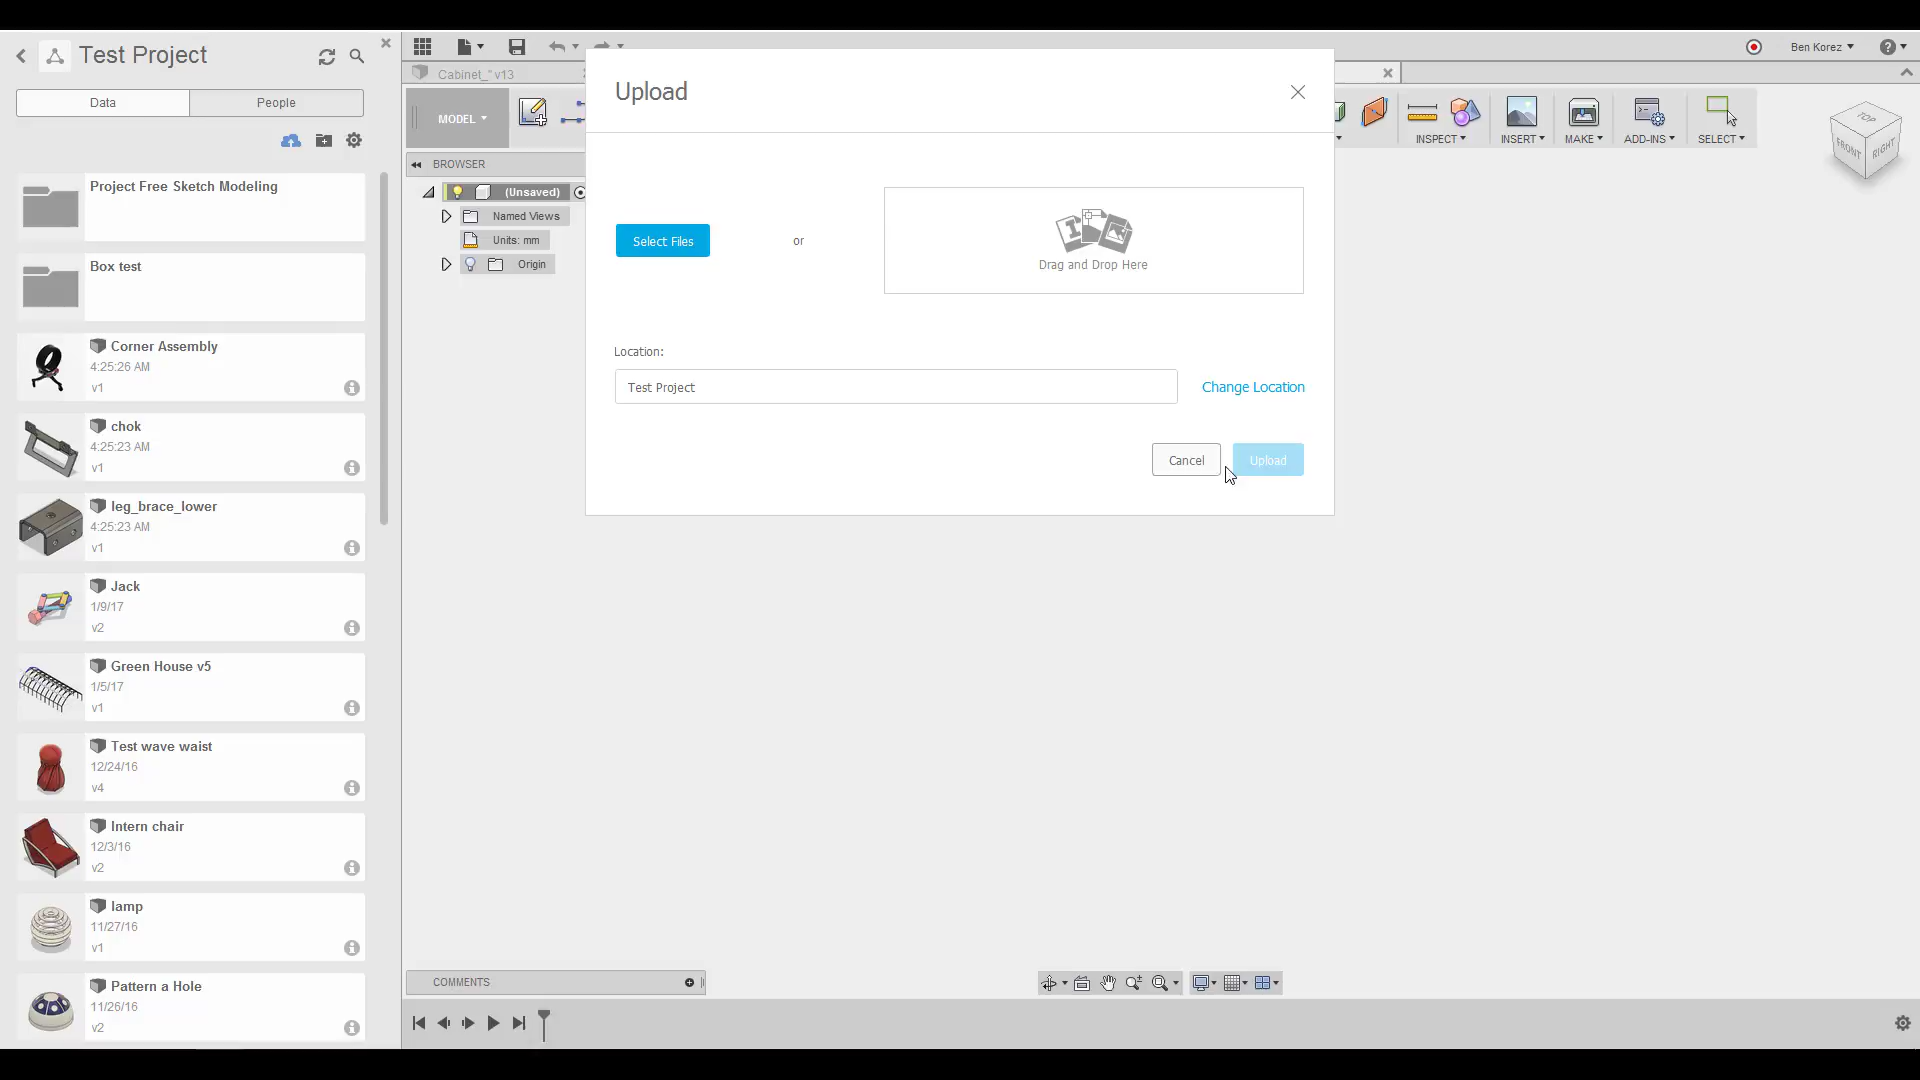 Test Project
Data
People
Project Free Sketch Modeling
Box test
Corner Assembly
4:25:26 AM
v1
chok
4:25:23 AM
v1
leg_brace_lower
4:25:23 AM
v1
Jack
1/9/17
v2
Green House v5
1/5/17
v1
Test wave waist
12/24/16
v4
Intern chair
12/3/16
v2
lamp
11/27/16
v1
Pattern a Hole
11/26/16
v2
Ben Korez
Cabinet_" v13
MODEL
INSPECT
INSERT
MAKE
ADD-INS
SELECT
TOP
FRONT
RIGHT
BROWSER
(Unsaved)
Named Views
Units: mm
Origin
Upload
Select Files
or
Drag and Drop Here
Location:
Test Project
Change Location
Cancel
Upload
COMMENTS